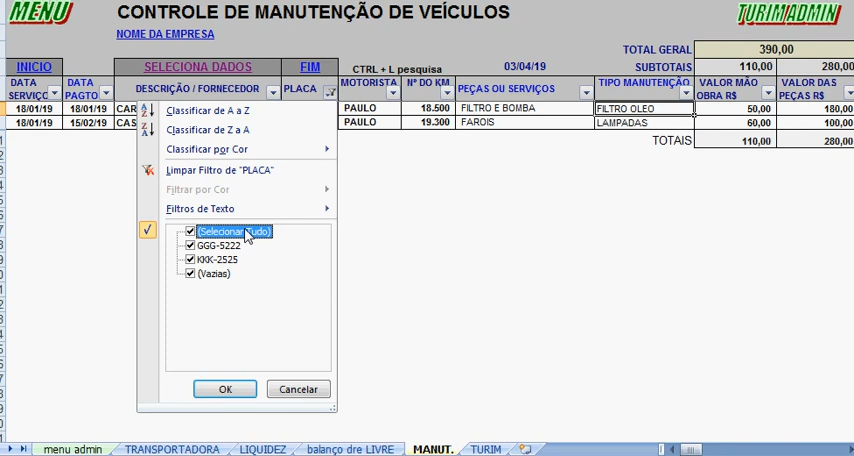 MENU
CONTROLE DE MANUTENÇÃO DE VEÍCULOS
TURIM ADMIN
NOME DA EMPRESA
TOTAL GERAL 390,00
INICIO SELECIONA DADOS FIM CTRL + L pesquisa 03/04/19 SUBTOTAIS 110,00 280,00
DATA SERVIÇO DATA PAGTO DESCRIÇÃO / FORNECEDOR PLACA MOTORISTA Nº DO KM PEÇAS OU SERVIÇOS TIPO MANUTENÇÃO VALOR MÃO OBRA R$ VALOR DAS PEÇAS R$
18/01/19 18/01/19 CAR PAULO 18.500 FILTRO E BOMBA FILTRO OLEO 50,00 180,00
18/01/19 15/02/19 CAS PAULO 19.300 FAROIS LAMPADAS 60,00 100,00
TOTAIS 110,00 280,00
Classificar de A a Z
Classificar de Z a A
Classificar por Cor
Limpar Filtro de "PLACA"
Filtrar por Cor
Filtros de Texto
(Selecionar Tudo)
GGG-5222
KKK-2525
(Vazias)
OK Cancelar
menu admin TRANSPORTADORA LIQUIDEZ balanço dre LIVRE MANUT. TURIM